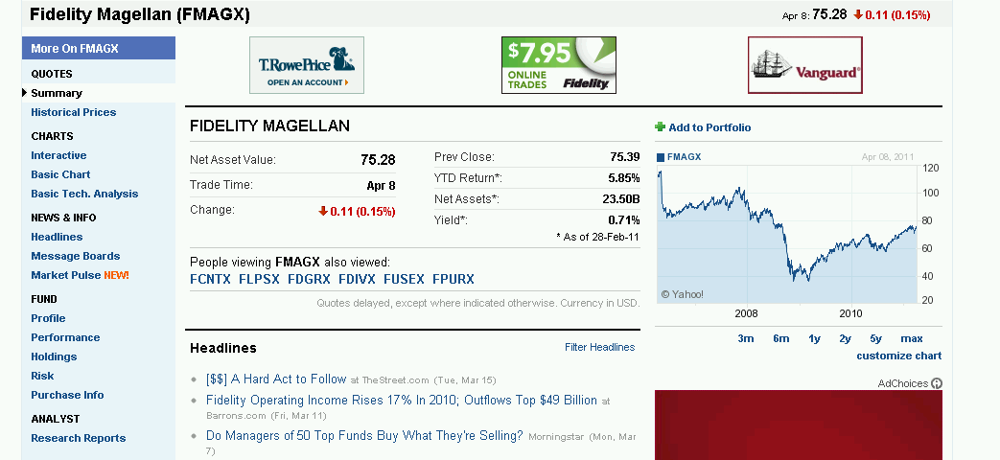 Fidelity Magellan (FMAGX)
Apr 8: 75.28 0.11 (0.15%)
More On FMAGX
QUOTES
Summary
Historical Prices
CHARTS
Interactive
Basic Chart
Basic Tech. Analysis
NEWS & INFO
Headlines
Message Boards
Market Pulse NEW!
FUND
Profile
Performance
Holdings
Risk
Purchase Info
ANALYST
Research Reports
T.RowePrice
OPEN AN ACCOUNT
$7.95
ONLINE
TRADES Fidelity
Vanguard®
FIDELITY MAGELLAN
Net Asset Value: 75.28
Trade Time: Apr 8
Change: 0.11 (0.15%)
Prev Close: 75.39
YTD Return*: 5.85%
Net Assets*: 23.50B
Yield*: 0.71%
* As of 28-Feb-11
People viewing FMAGX also viewed:
FCNTX FLPSX FDGRX FDIVX FUSEX FPURX
Quotes delayed, except where indicated otherwise. Currency in USD.
Headlines
Filter Headlines
[$$] A Hard Act to Follow at TheStreet.com (Tue, Mar 15)
Fidelity Operating Income Rises 17% In 2010; Outflows Top $49 Billion at
Barrons.com (Fri, Mar 11)
Do Managers of 50 Top Funds Buy What They're Selling? Morningstar (Mon, Mar
7)
Add to Portfolio
FMAGX Apr 08, 2011
120
100
80
60
40
20
© Yahoo!
2008 2010
3m 6m 1y 2y 5y max
customize chart
AdChoices